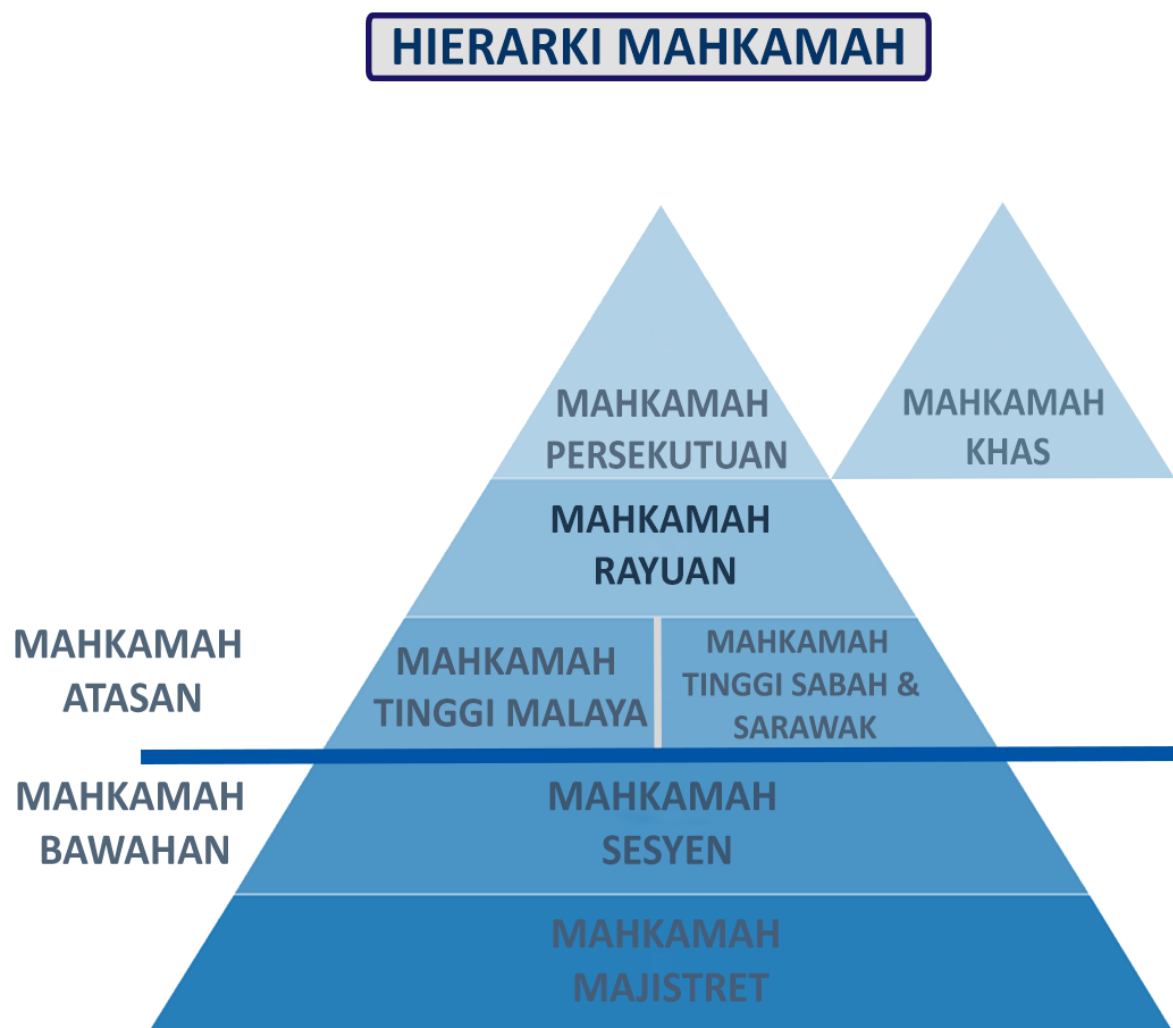 HIERARKI MAHKAMAH
MAHKAMAH
PERSEKUTUAN
MAHKAMAH
KHAS
MAHKAMAH
RAYUAN
MAHKAMAH
ATASAN
MAHKAMAH
TINGGI MALAYA
MAHKAMAH
TINGGI SABAH &
SARAWAK
MAHKAMAH
BAWAHAN
MAHKAMAH
SESYEN
MAHKAMAH
MAJISTRET